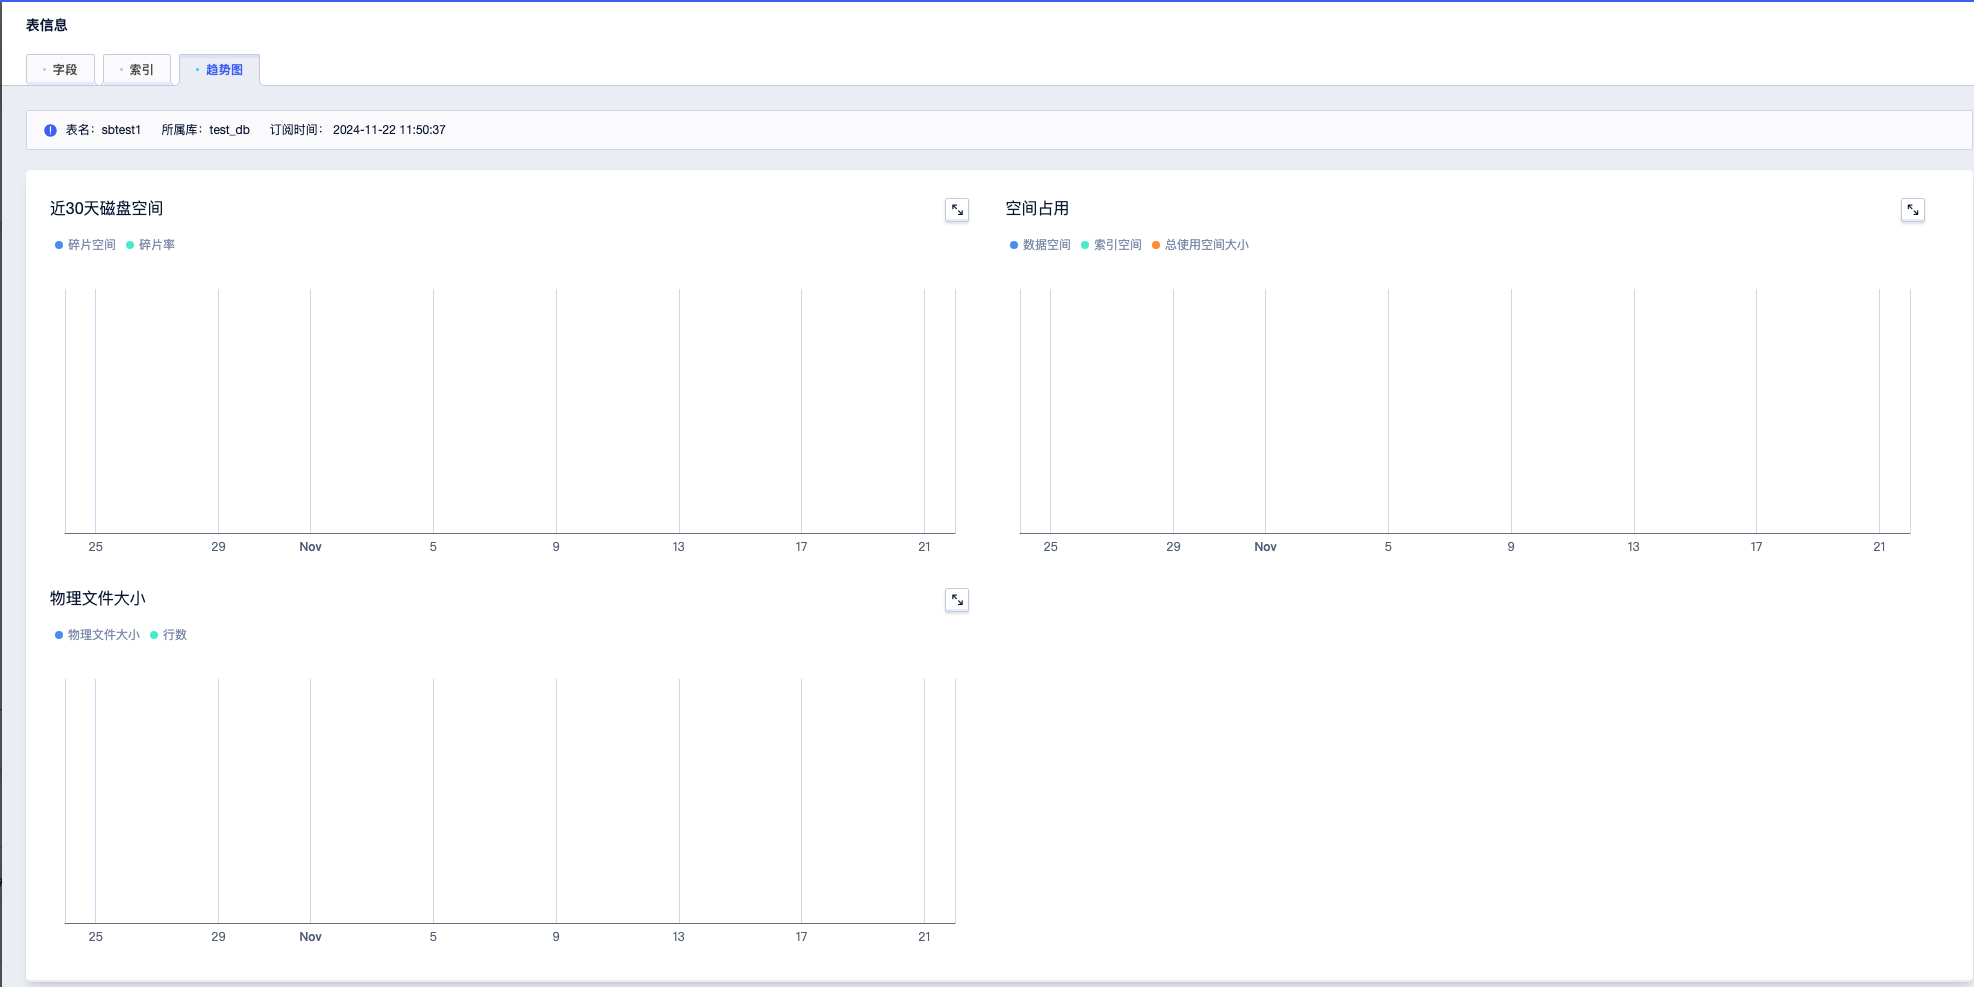 表信息
字段 索引 趋势图
表名：sbtest1 所属库：test_db 订阅时间： 2024-11-22 11:50:37
近30天磁盘空间
碎片空间 碎片率
25 29 Nov 5 9 13 17 21
空间占用
数据空间 索引空间 总使用空间大小
25 29 Nov 5 9 13 17 21
物理文件大小
物理文件大小 行数
25 29 Nov 5 9 13 17 21